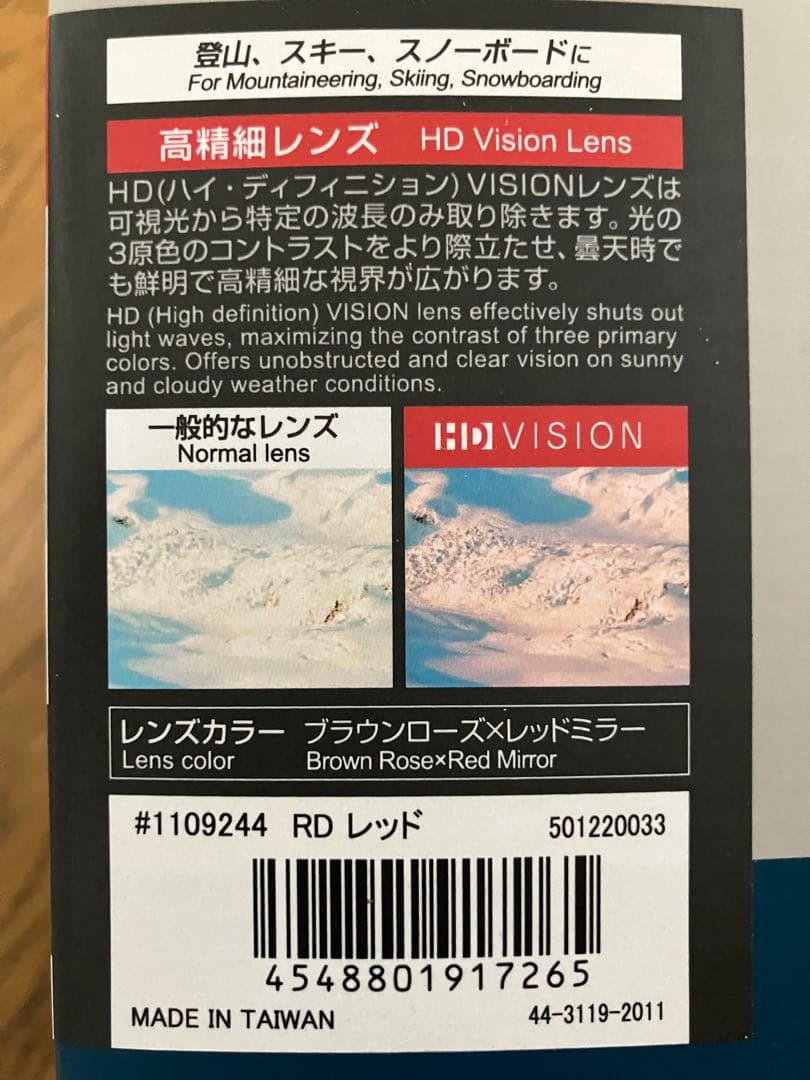 登山、スキー、スノーボードに
For Mountaineering, Skiing, Snowboarding
高精細レンズ HD Vision Lens
HD(ハイ・ディフィニション)VISIONレンズは
可視光から特定の波長のみ取り除きます。光の
3原色のコントラストをより際立たせ、曇天時で
も鮮明で高精細な視界が広がります。
HD (High definition) VISION lens effectively shuts out
light waves, maximizing the contrast of three primary
colors. Offers unobstructed and clear vision on sunny
and cloudy weather conditions.
一般的なレンズ
Normal lens
HD VISION
レンズカラー ブラウンローズ×レッドミラー
Lens color Brown Rose×Red Mirror
#1109244 RD レッド 501220033
4548801917265
MADE IN TAIWAN 44-3119-2011